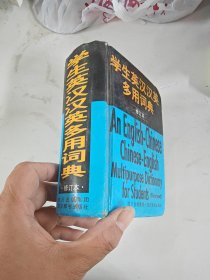 学生英汉汉英多用词典
修订本
An English-Chinese
Chinese-English
Multipurpose Dictionary
for Students
学生英汉汉英多用词典
·修订本·